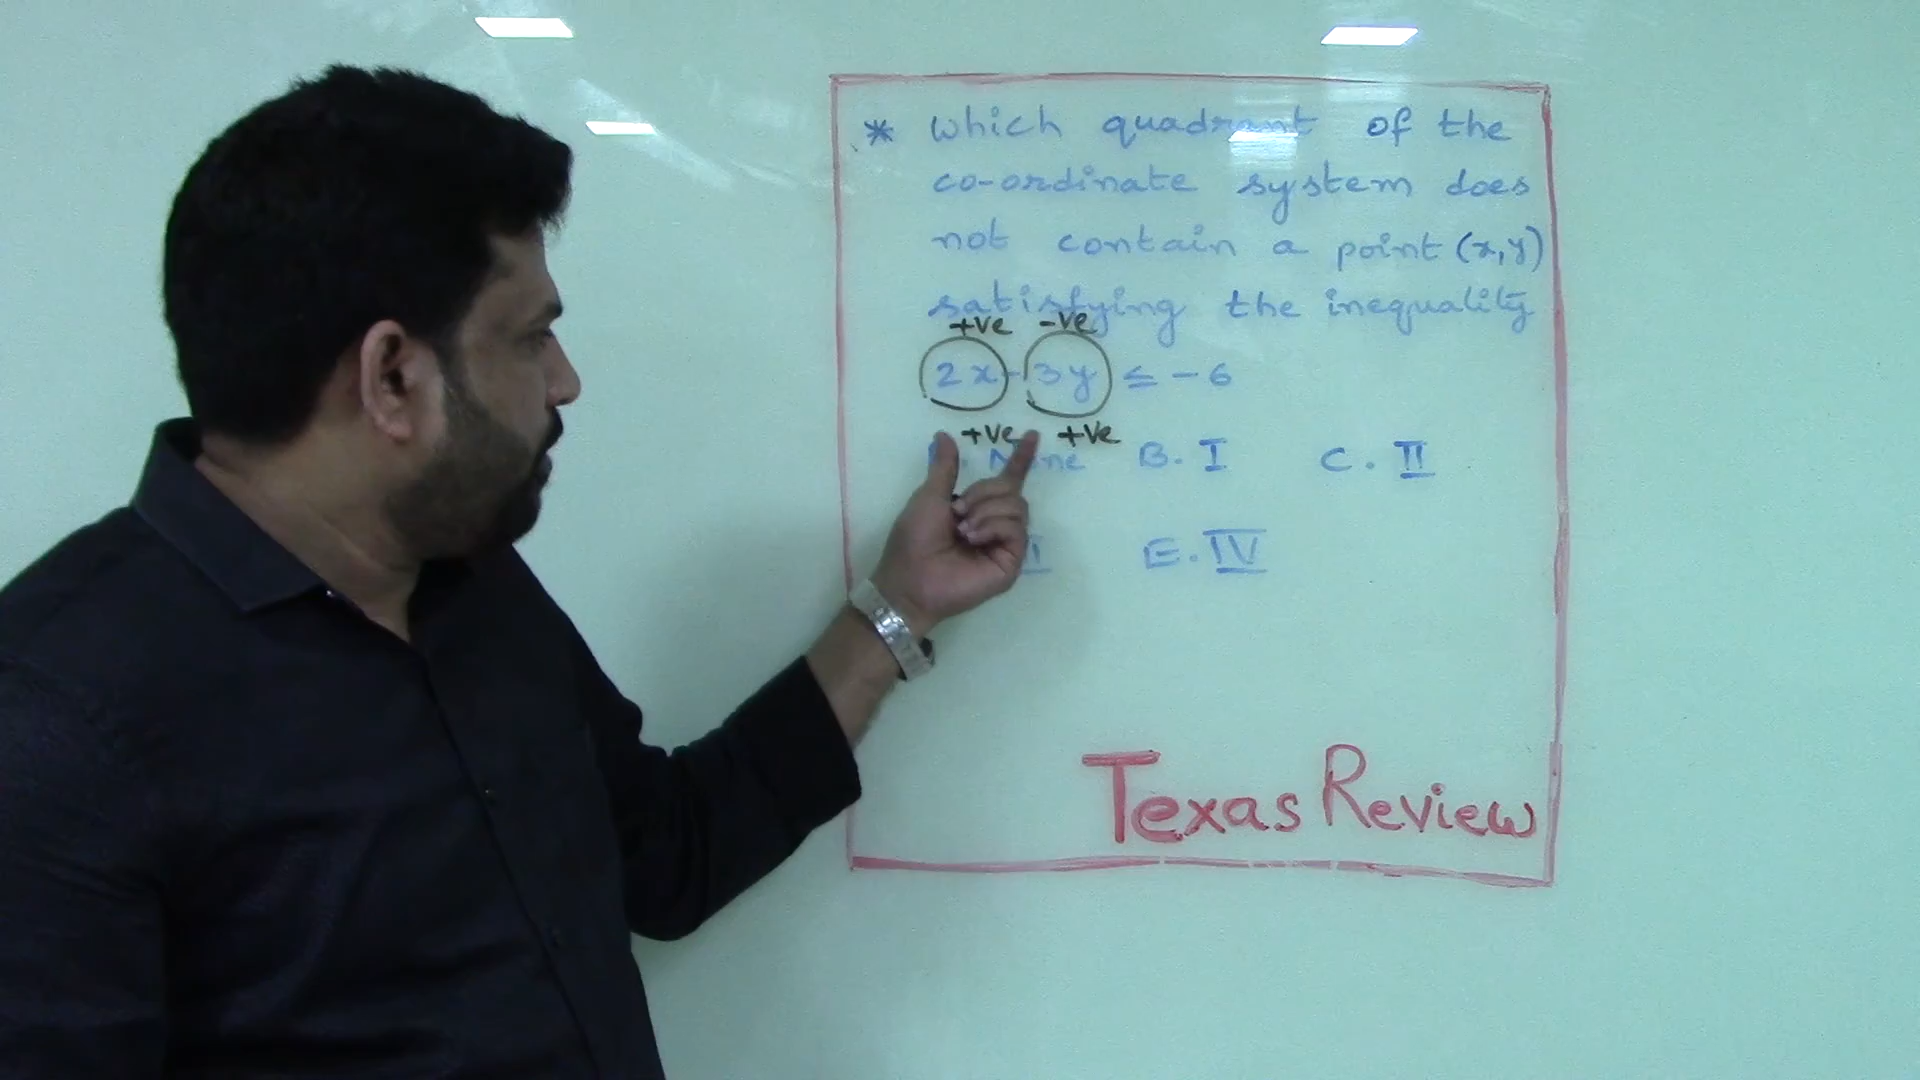 * which quadrant of the
co-ordinate system does
not contain a point (x,y)
satisfying the inequality
+ve -ve
2x - 3y ≤ -6
+ve +ve
B. I C. II
E. IV
Texas Review